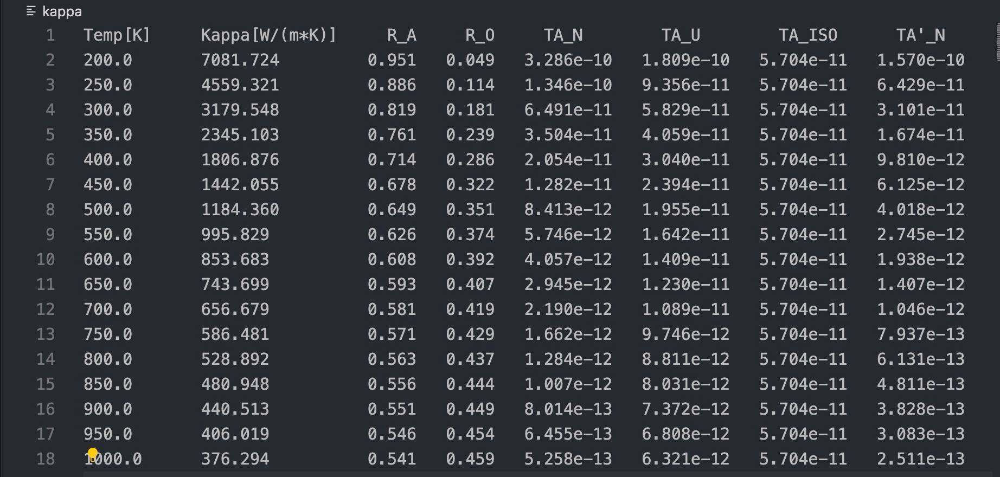 kappa
1 Temp[K] Kappa[W/(m*K)] R_A R_O TA_N TA_U TA_ISO TA'_N
2 200.0 7081.724 0.951 0.049 3.286e-10 1.809e-10 5.704e-11 1.570e-10
3 250.0 4559.321 0.886 0.114 1.346e-10 9.356e-11 5.704e-11 6.429e-11
4 300.0 3179.548 0.819 0.181 6.491e-11 5.829e-11 5.704e-11 3.101e-11
5 350.0 2345.103 0.761 0.239 3.504e-11 4.059e-11 5.704e-11 1.674e-11
6 400.0 1806.876 0.714 0.286 2.054e-11 3.040e-11 5.704e-11 9.810e-12
7 450.0 1442.055 0.678 0.322 1.282e-11 2.394e-11 5.704e-11 6.125e-12
8 500.0 1184.360 0.649 0.351 8.413e-12 1.955e-11 5.704e-11 4.018e-12
9 550.0 995.829 0.626 0.374 5.746e-12 1.642e-11 5.704e-11 2.745e-12
10 600.0 853.683 0.608 0.392 4.057e-12 1.409e-11 5.704e-11 1.938e-12
11 650.0 743.699 0.593 0.407 2.945e-12 1.230e-11 5.704e-11 1.407e-12
12 700.0 656.679 0.581 0.419 2.190e-12 1.089e-11 5.704e-11 1.046e-12
13 750.0 586.481 0.571 0.429 1.662e-12 9.746e-12 5.704e-11 7.937e-13
14 800.0 528.892 0.563 0.437 1.284e-12 8.811e-12 5.704e-11 6.131e-13
15 850.0 480.948 0.556 0.444 1.007e-12 8.031e-12 5.704e-11 4.811e-13
16 900.0 440.513 0.551 0.449 8.014e-13 7.372e-12 5.704e-11 3.828e-13
17 950.0 406.019 0.546 0.454 6.455e-13 6.808e-12 5.704e-11 3.083e-13
18 1000.0 376.294 0.541 0.459 5.258e-13 6.321e-12 5.704e-11 2.511e-13